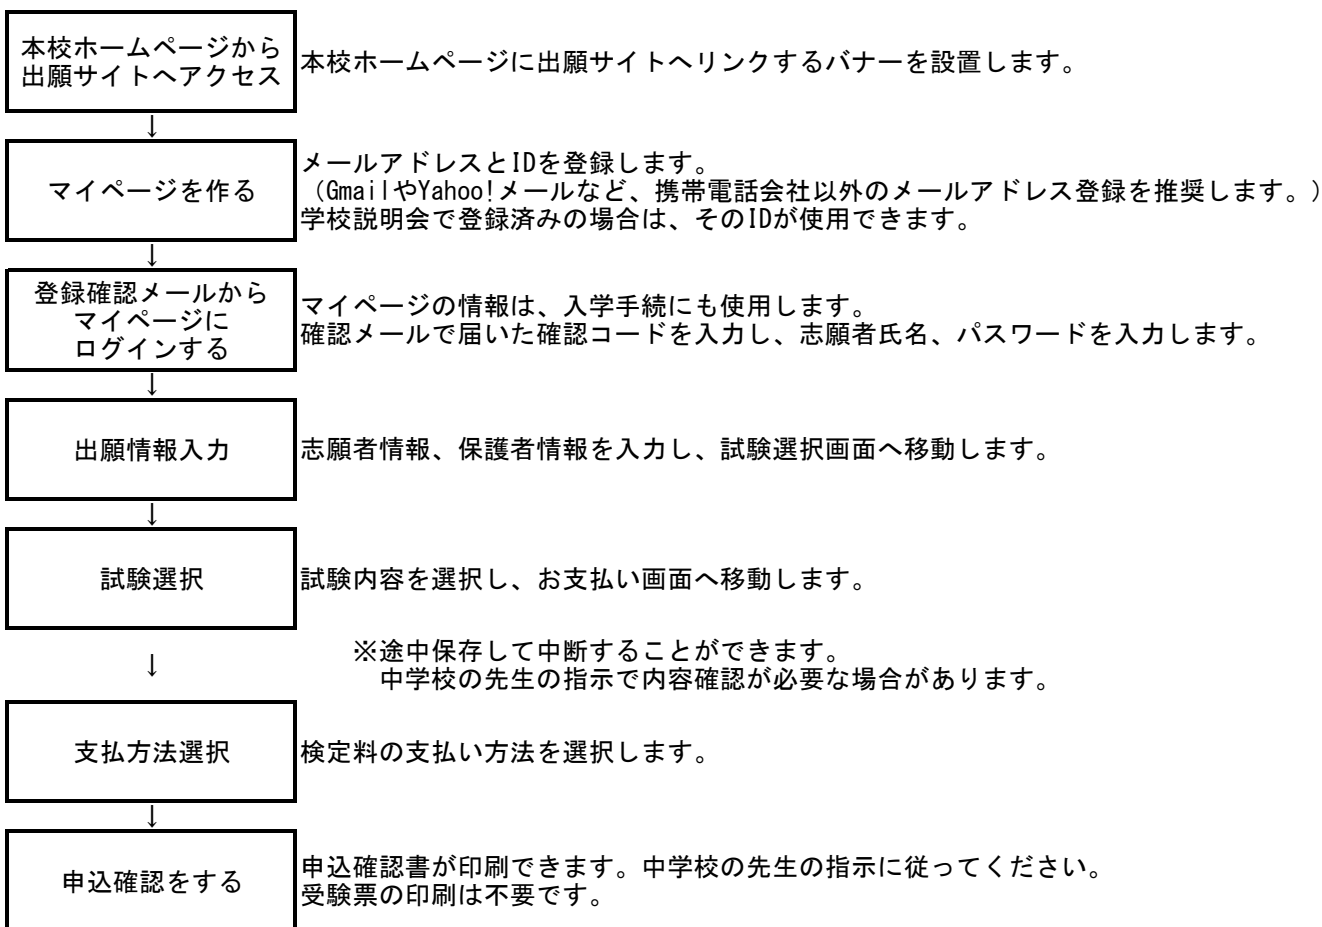 本校ホームページから
出願サイトへアクセス
本校ホームページに出願サイトへリンクするバナーを設置します。
↓
マイページを作る
メールアドレスとIDを登録します。
（GmailやYahoo!メールなど、携帯電話会社以外のメールアドレス登録を推奨します。）
学校説明会で登録済みの場合は、そのIDが使用できます。
↓
登録確認メールから
マイページに
ログインする
マイページの情報は、入学手続にも使用します。
確認メールで届いた確認コードを入力し、志願者氏名、パスワードを入力します。
↓
出願情報入力
志願者情報、保護者情報を入力し、試験選択画面へ移動します。
↓
試験選択
試験内容を選択し、お支払い画面へ移動します。
↓
※途中保存して中断することができます。
中学校の先生の指示で内容確認が必要な場合があります。
支払方法選択
検定料の支払い方法を選択します。
↓
申込確認をする
申込確認書が印刷できます。中学校の先生の指示に従ってください。
受験票の印刷は不要です。